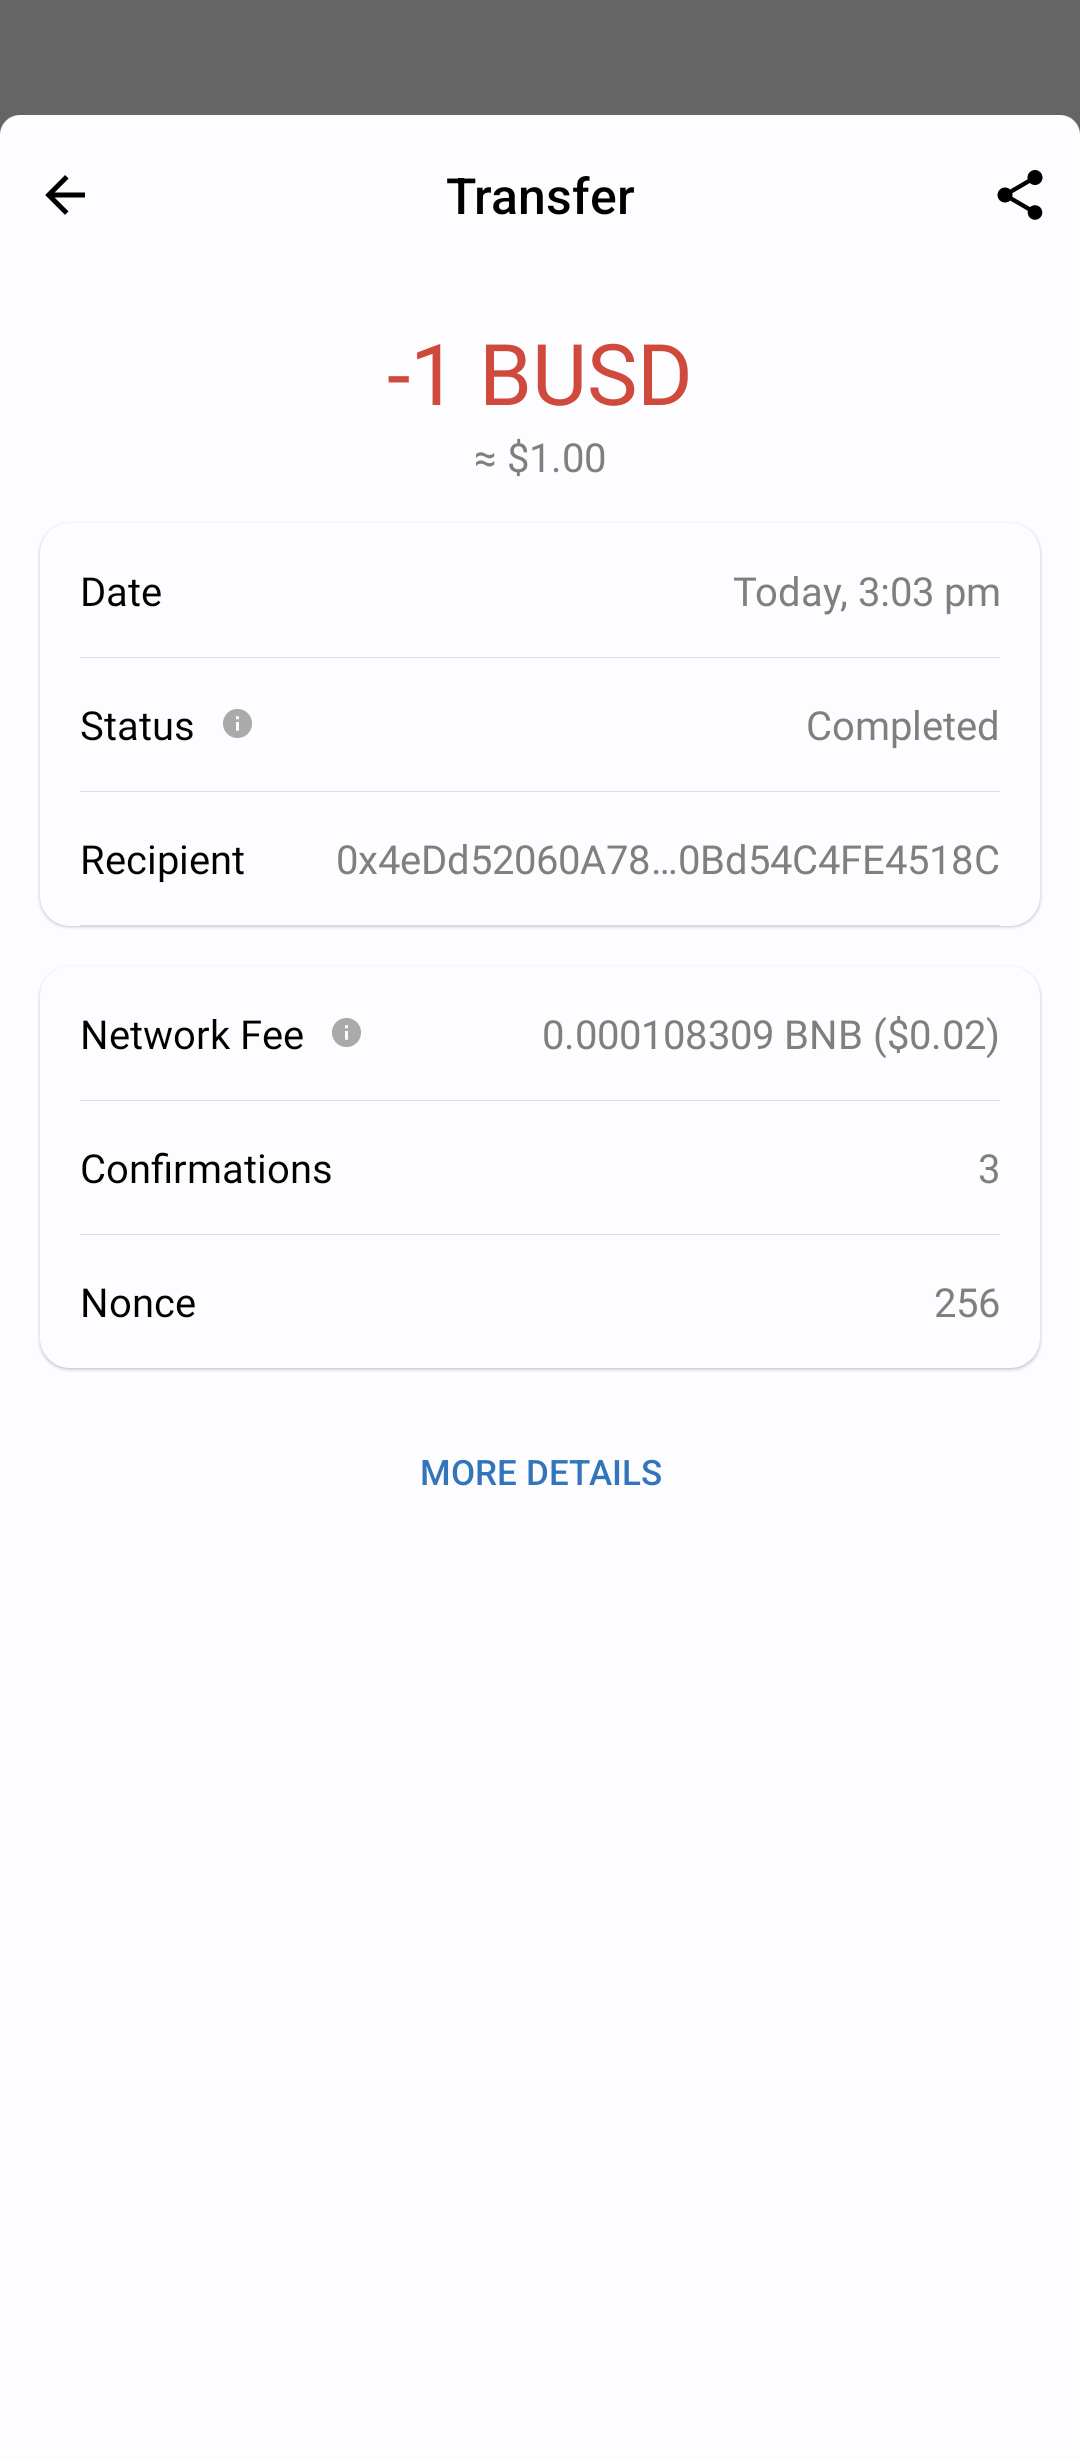 Transfer
-1 BUSD
≈ $1.00
Date Today, 3:03 pm
Status Completed
Recipient 0x4eDd52060A78...0Bd54C4FE4518C
Network Fee 0.000108309 BNB ($0.02)
Confirmations 3
Nonce 256
MORE DETAILS